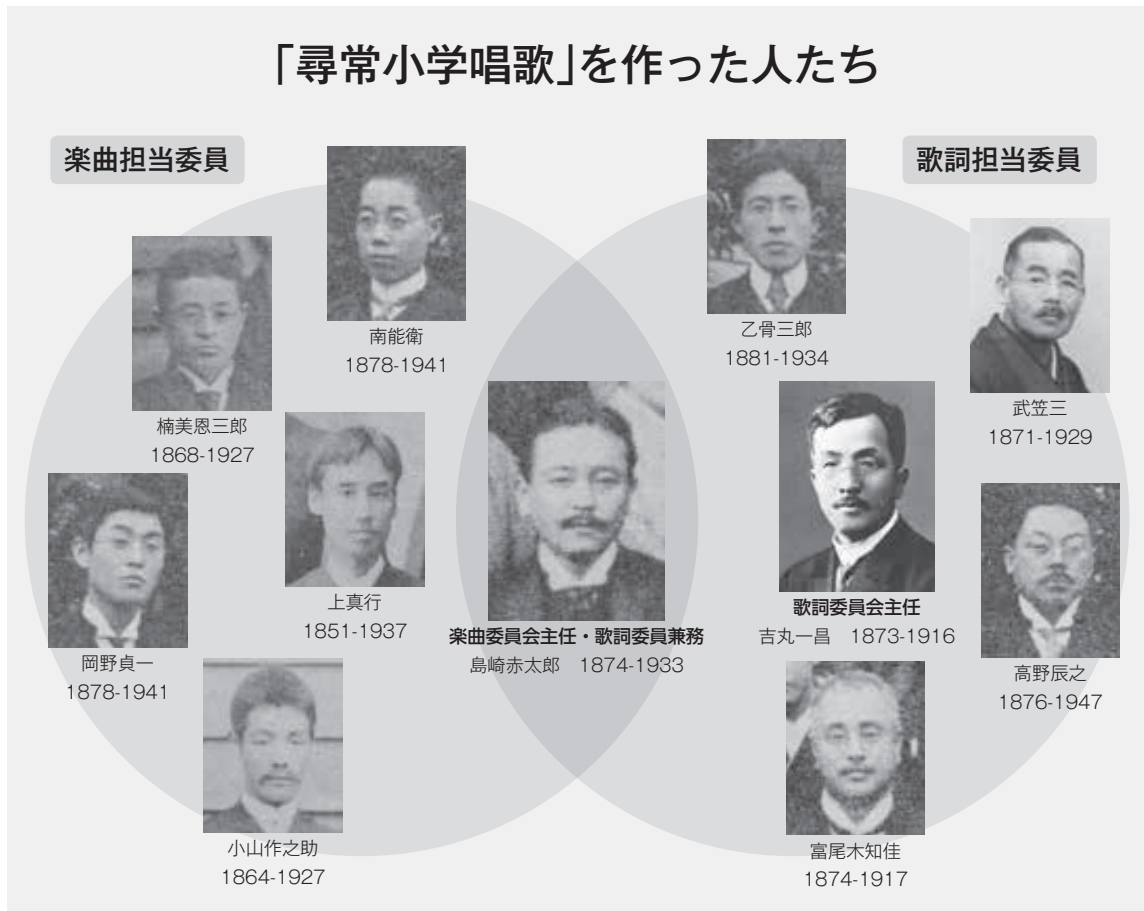 「尋常小学唱歌」を作った人たち
楽曲担当委員
歌詞担当委員
南能衛
1878-1941
乙骨三郎
1881-1934
楠美恩三郎
1868-1927
武笠三
1871-1929
上真行
1851-1937
楽曲委員会主任・歌詞委員兼務
島崎赤太郎 1874-1933
歌詞委員会主任
吉丸一昌 1873-1916
岡野貞一
1878-1941
高野辰之
1876-1947
小山作之助
1864-1927
富尾木知佳
1874-1917